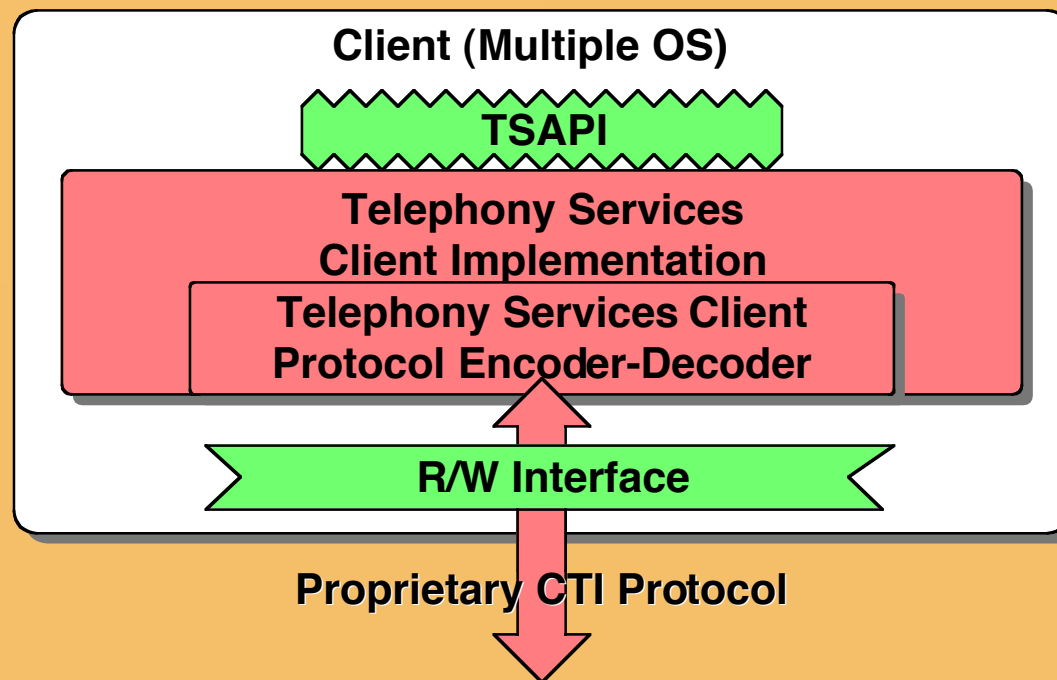 Client (Multiple OS)
TSAPI
Telephony Services
Client Implementation
Telephony Services Client
Protocol Encoder-Decoder
R/W Interface
Proprietary CTI Protocol